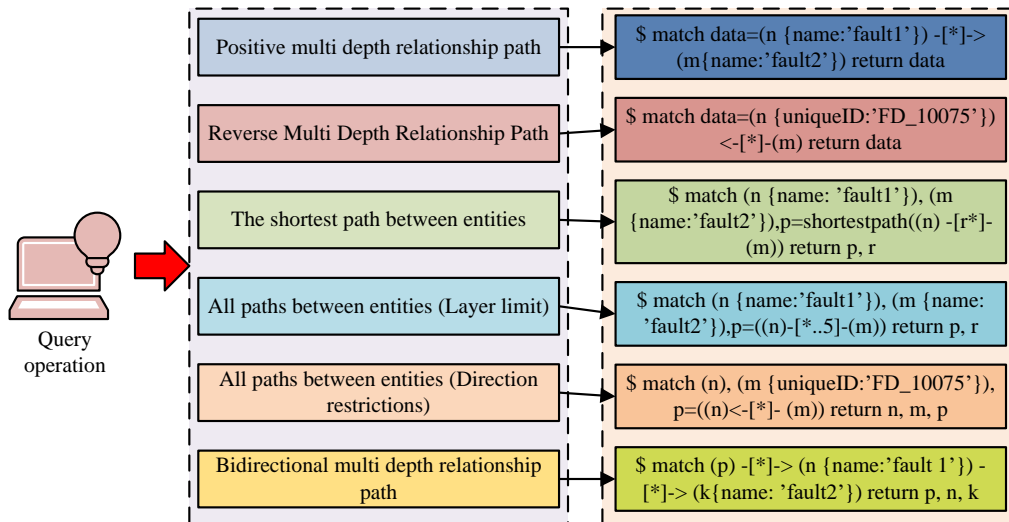 Query
operation
Positive multi depth relationship path
$ match data=(n {name:'fault1'}) -[*]->
(m{name:'fault2'}) return data
Reverse Multi Depth Relationship Path
$ match data=(n {uniqueID:'FD_10075'})
<-[*]-(m) return data
The shortest path between entities
$ match (n {name: 'fault1'}), (m
{name:'fault2'}),p=shortestpath((n) -[r*]-
(m)) return p, r
All paths between entities (Layer limit)
$ match (n {name:'fault1'}), (m {name:
'fault2'}),p=((n)-[*..5]-(m)) return p, r
All paths between entities (Direction
restrictions)
$ match (n), (m {uniqueID:'FD_10075'}),
p=((n)<-[*]- (m)) return n, m, p
Bidirectional multi depth relationship
path
$ match (p) -[*]-> (n {name:'fault 1'}) -
[*]-> (k{name: 'fault2'}) return p, n, k